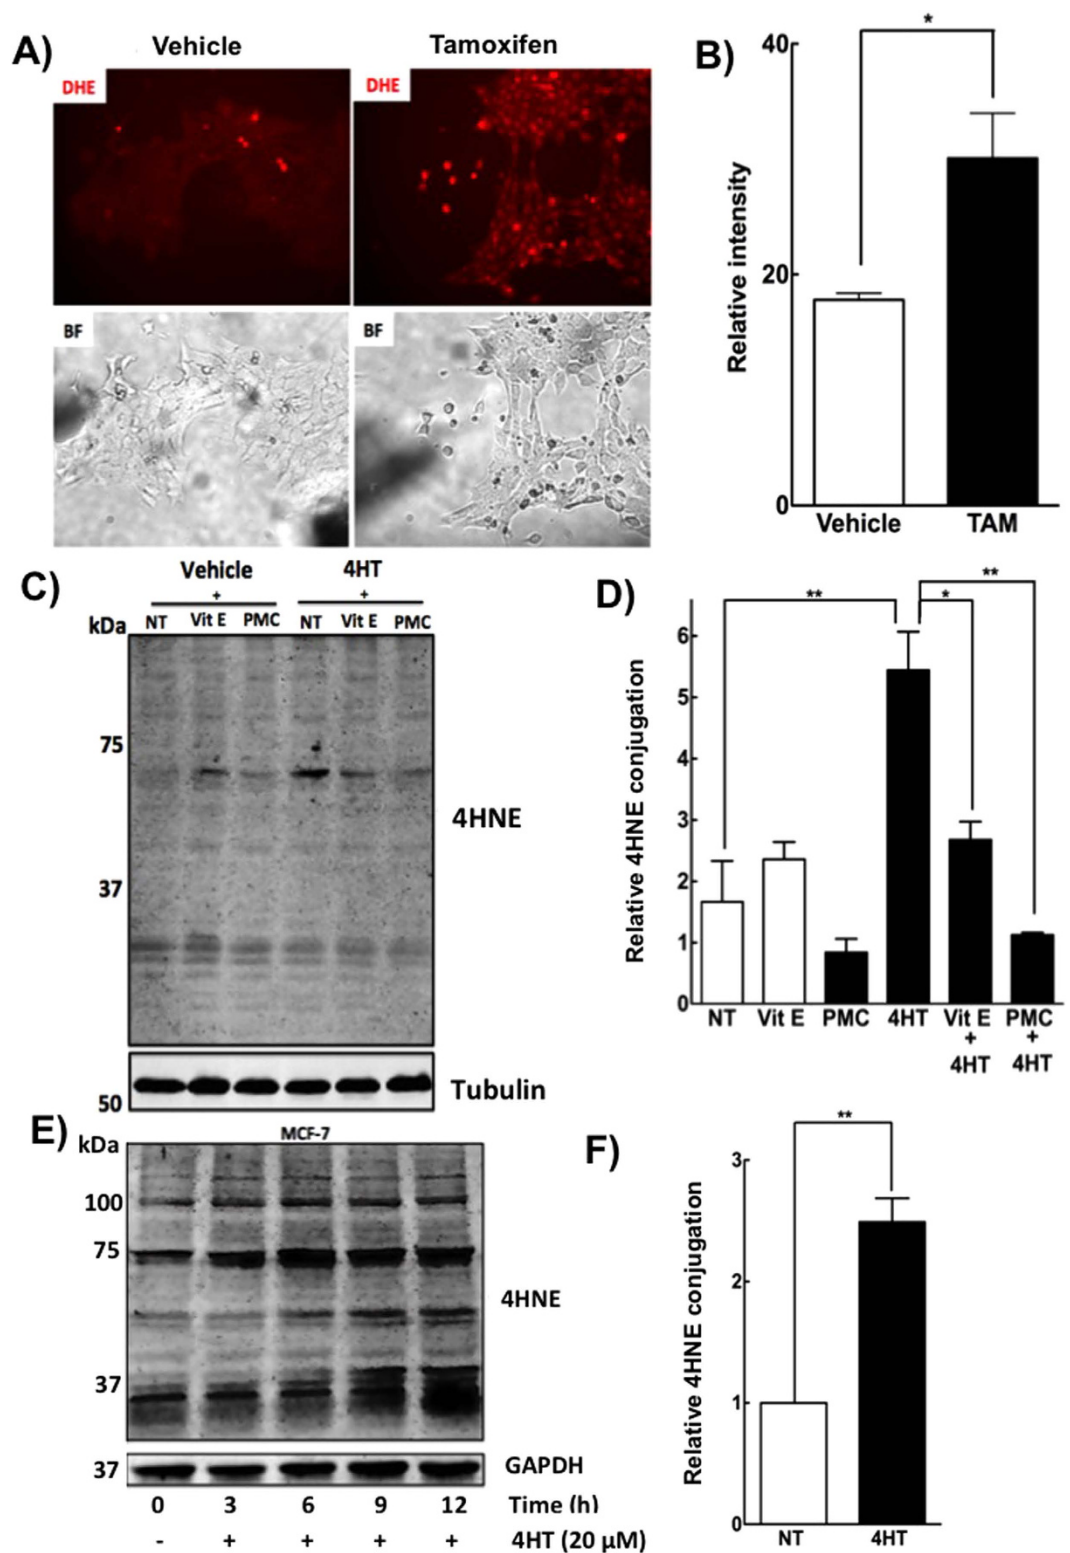 A) Vehicle Tamoxifen
DHE DHE
BF BF
B)
*
40
20
0
Relative intensity
Vehicle TAM
C)
Vehicle 4HT
+ +
kDa NT Vit E PMC NT Vit E PMC
75
4HNE
37
50 Tubulin
D)
** * **
6
5
4
3
2
1
0
Relative 4HNE conjugation
NT Vit E PMC 4HT Vit E PMC
+ +
4HT 4HT
E) kDa MCF-7
100
75
4HNE
37
37 GAPDH
0 3 6 9 12 Time (h)
- + + + + 4HT (20 µM)
F)
**
3
2
1
0
Relative 4HNE conjugation
NT 4HT